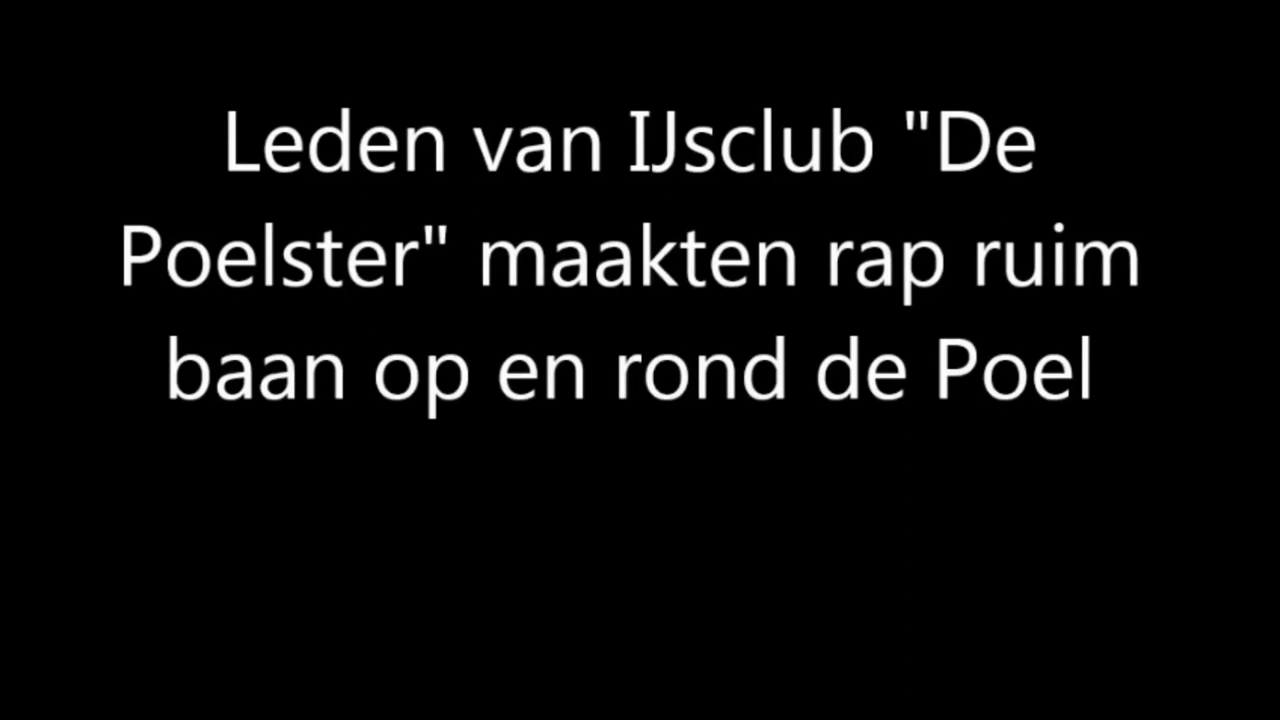 Leden van IJsclub "De
Poelster" maakten rap ruim
baan op en rond de Poel